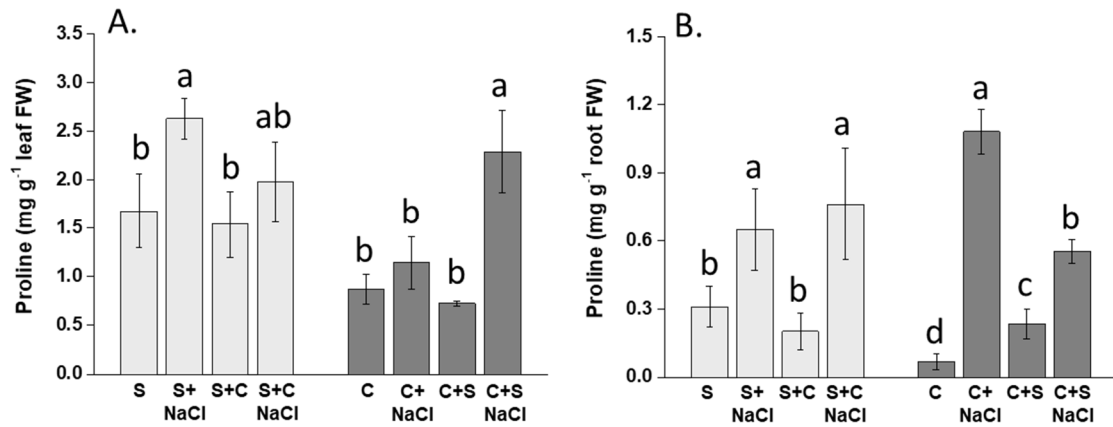 A.
Proline (mg g⁻¹ leaf FW)
3.5
3.0
2.5
2.0
1.5
1.0
0.5
0.0
b
a
b
ab
b
b
b
a
S
S+
NaCl
S+C
S+C
NaCl
C
C+
NaCl
C+S
C+S
NaCl
B.
Proline (mg g⁻¹ root FW)
1.5
1.2
0.9
0.6
0.3
0.0
b
a
b
a
d
a
c
b
S
S+
NaCl
S+C
S+C
NaCl
C
C+
NaCl
C+S
C+S
NaCl